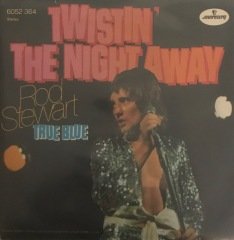 6052 364
Stereo
mercury
TWISTIN'
THE NIGHT AWAY
Rod
Stewart
TRUE BLUE